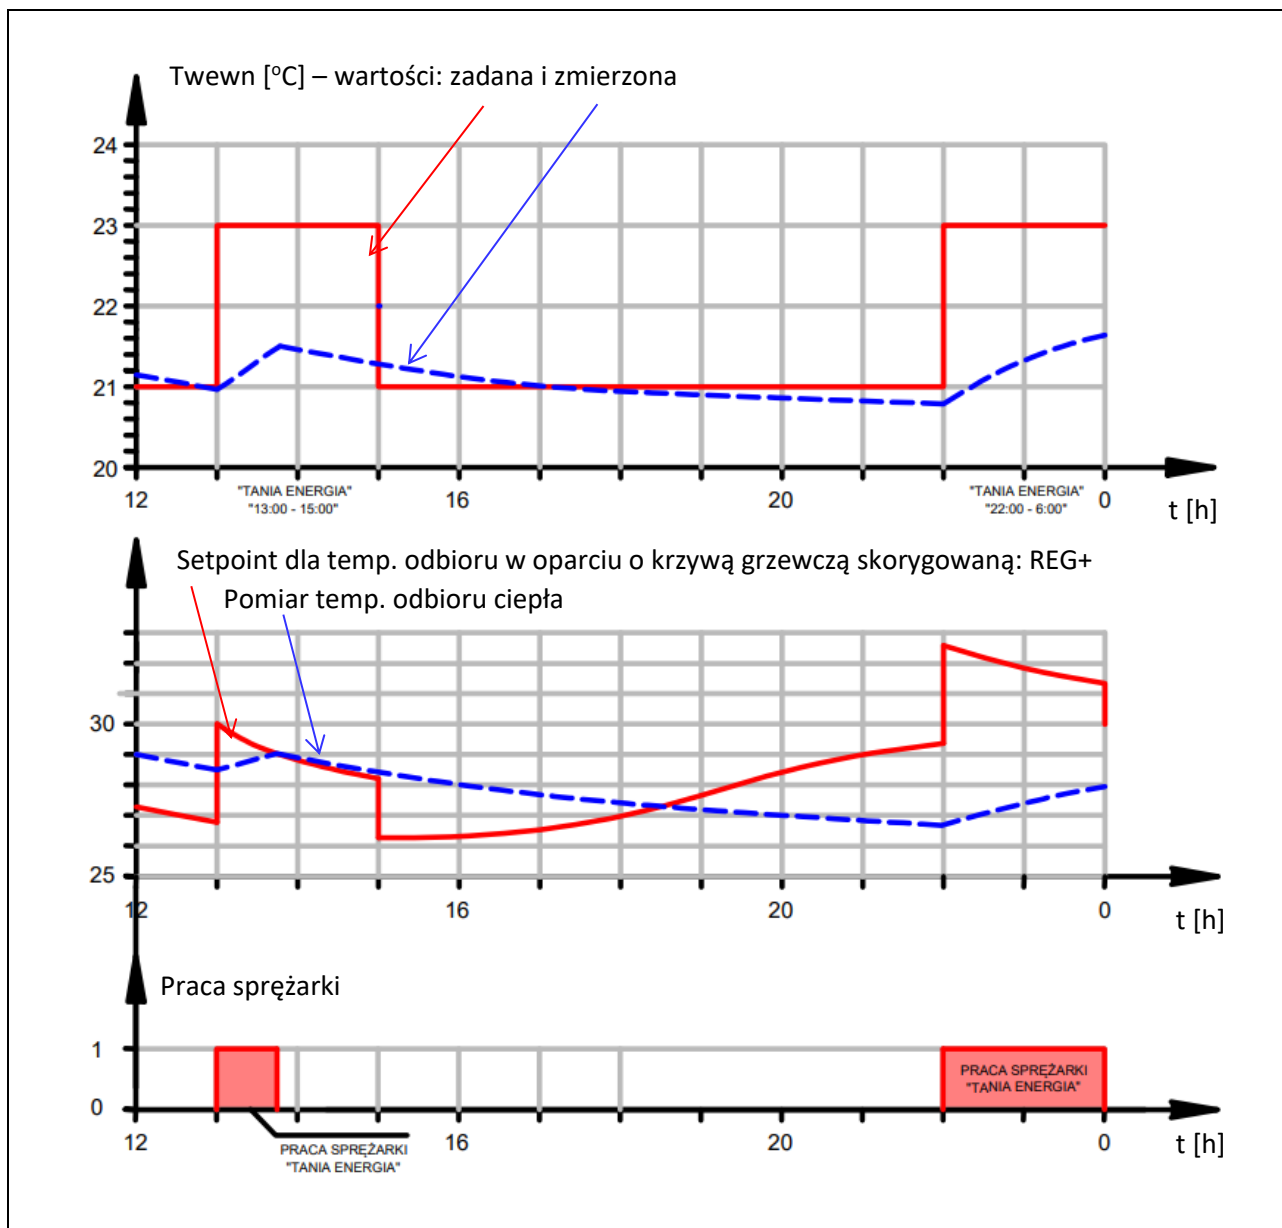 Twewn [°C] – wartości: zadana i zmierzona
24
23
22
21
20
12
"TANIA ENERGIA"
"13:00 - 15:00"
16
20
"TANIA ENERGIA"
"22:00 - 6:00"
0
t [h]
Setpoint dla temp. odbioru w oparciu o krzywą grzewczą skorygowaną: REG+
Pomiar temp. odbioru ciepła
30
25
12
16
20
0
t [h]
Praca sprężarki
1
0
PRACA SPRĘŻARKI
"TANIA ENERGIA"
12
PRACA SPRĘŻARKI
"TANIA ENERGIA"
16
20
0
t [h]